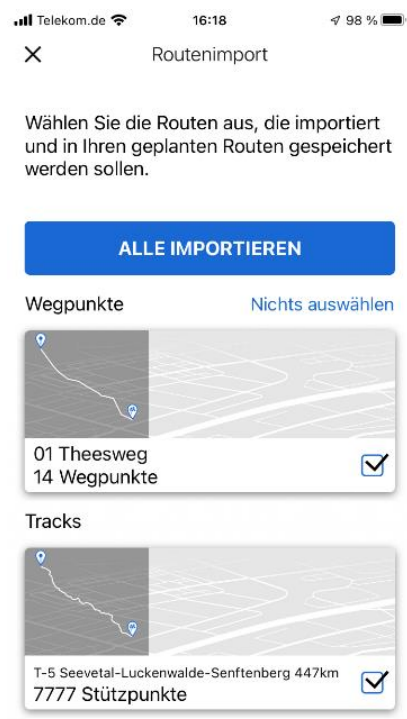 Telekom.de 16:18 98 %
Routenimport
Wählen Sie die Routen aus, die importiert
und in Ihren geplanten Routen gespeichert
werden sollen.
ALLE IMPORTIEREN
Wegpunkte Nichts auswählen
01 Theesweg
14 Wegpunkte
Tracks
T-5 Seevetal-Luckenwalde-Senftenberg 447km
7777 Stützpunkte